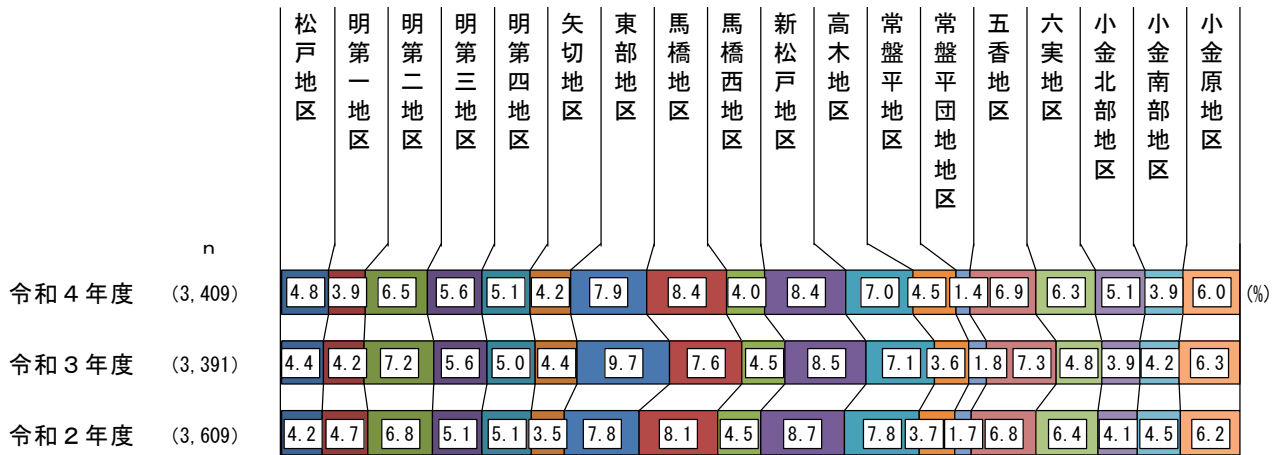 松戸地区
明第一地区
明第二地区
明第三地区
明第四地区
矢切地区
東部地区
馬橋地区
馬橋西地区
新松戸地区
高木地区
常盤平地区
常盤平団地地区
五香地区
六実地区
小金北部地区
小金南部地区
小金原地区
n
令和4年度 (3,409) 4.8 3.9 6.5 5.6 5.1 4.2 7.9 8.4 4.0 8.4 7.0 4.5 1.4 6.9 6.3 5.1 3.9 6.0 (%)
令和3年度 (3,391) 4.4 4.2 7.2 5.6 5.0 4.4 9.7 7.6 4.5 8.5 7.1 3.6 1.8 7.3 4.8 3.9 4.2 6.3
令和2年度 (3,609) 4.2 4.7 6.8 5.1 5.1 3.5 7.8 8.1 4.5 8.7 7.8 3.7 1.7 6.8 6.4 4.1 4.5 6.2